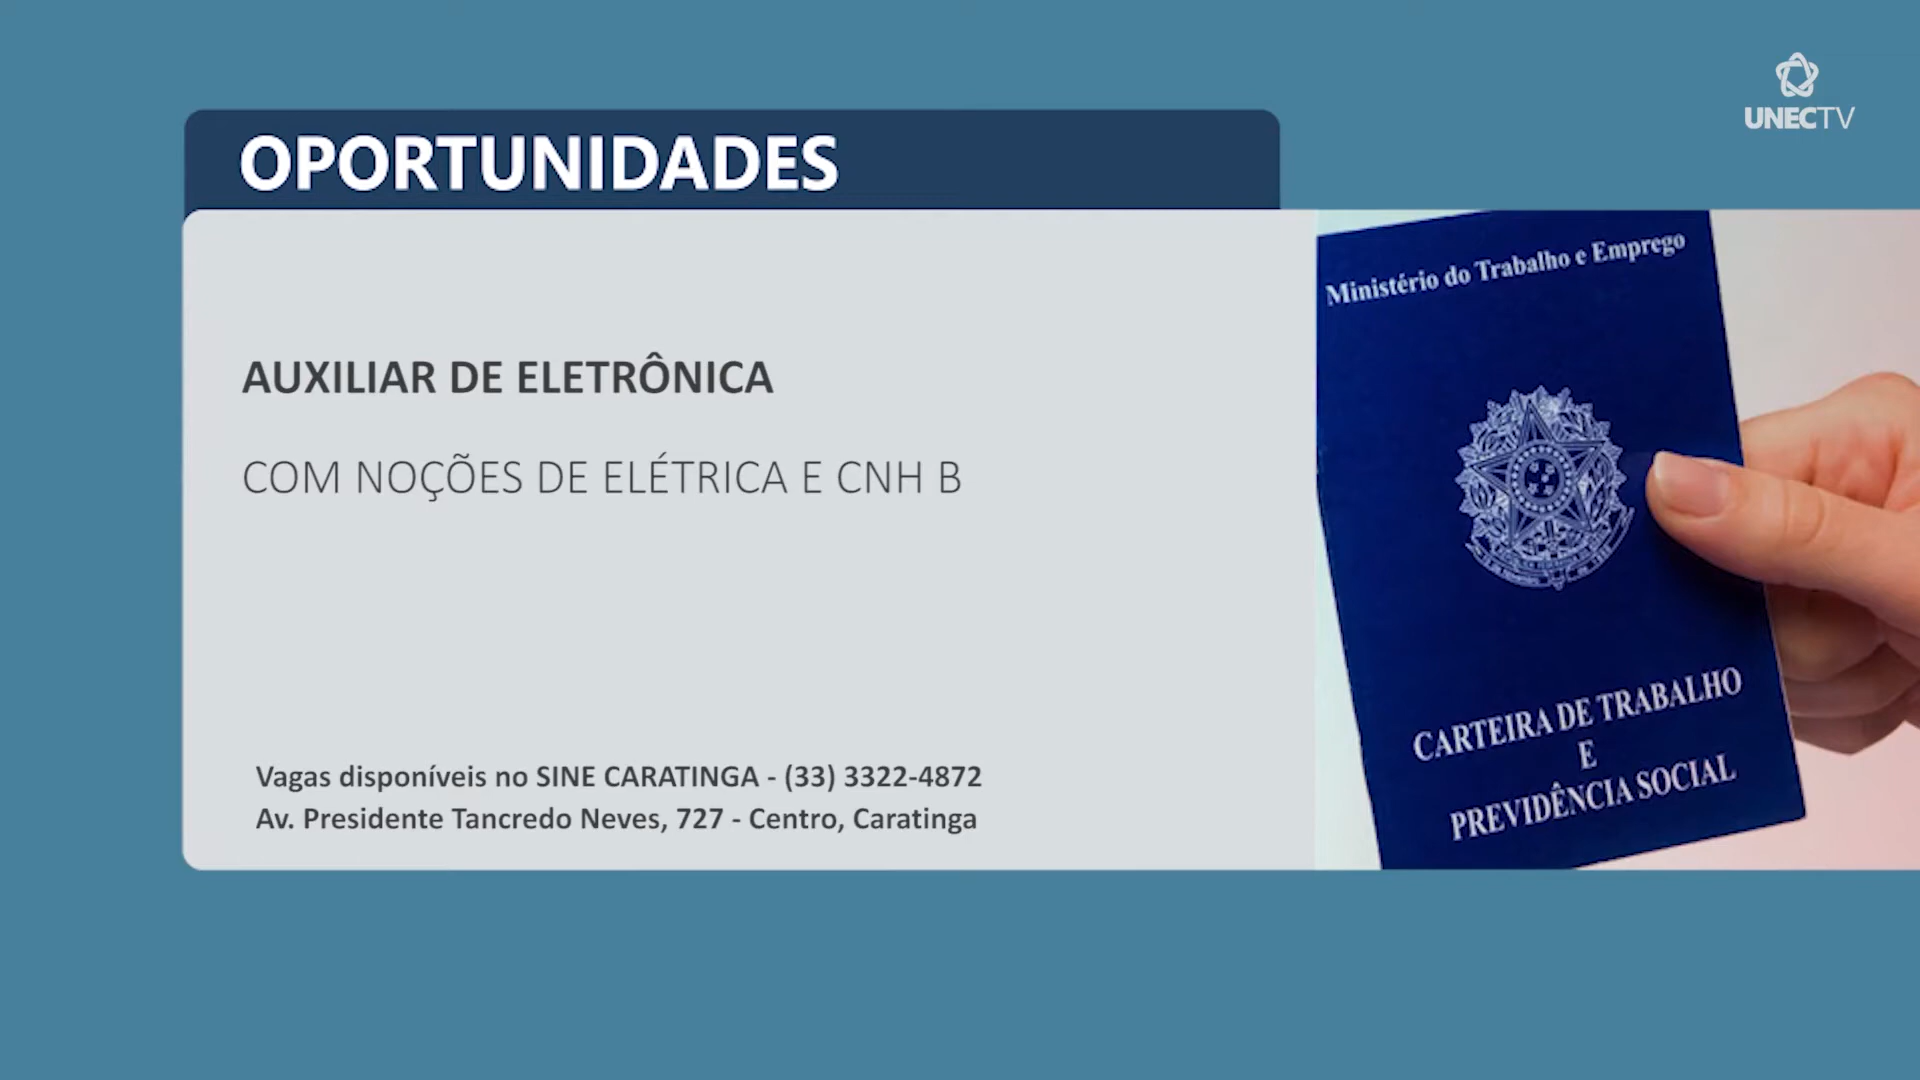 UNECTV
OPORTUNIDADES
AUXILIAR DE ELETRÔNICA
COM NOÇÕES DE ELÉTRICA E CNH B
Vagas disponíveis no SINE CARATINGA - (33) 3322-4872
Av. Presidente Tancredo Neves, 727 - Centro, Caratinga
Ministério do Trabalho e Emprego
CARTEIRA DE TRABALHO
E
PREVIDÊNCIA SOCIAL